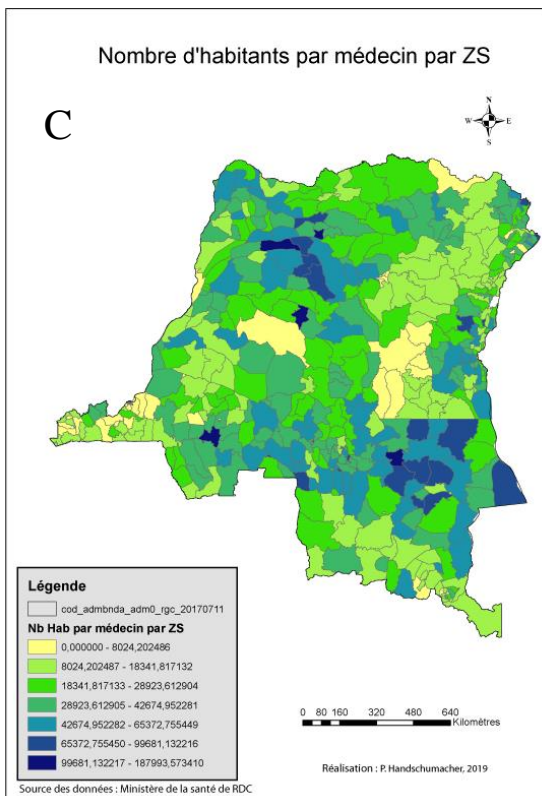 Nombre d'habitants par médecin par ZS
C
N
W E
S
Légende
cod_admbnda_adm0_rgc_20170711
Nb Hab par médecin par ZS
0,000000 - 8024,202486
8024,202487 - 18341,817132
18341,817133 - 28923,612904
28923,612905 - 42674,952281
42674,952282 - 65372,755449
65372,755450 - 99681,132216
99681,132217 - 187993,573410
0 80 160 320 480 640
Kilomètres
Réalisation : P. Handschumacher, 2019
Source des données : Ministère de la santé de RDC